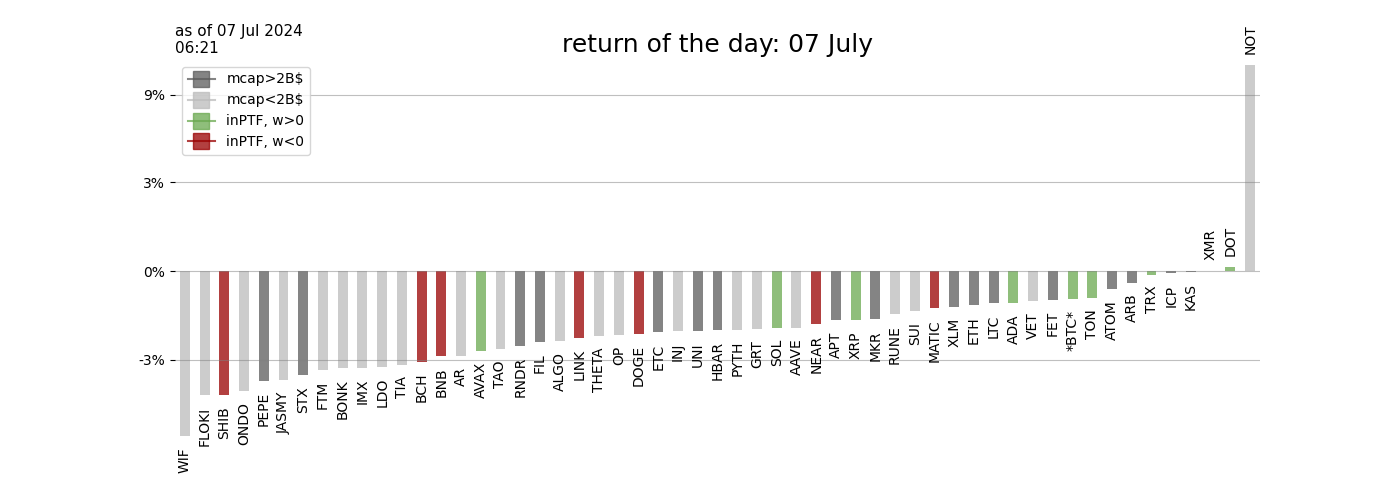 as of 07 Jul 2024
06:21
return of the day: 07 July
mcap>2B$
mcap<2B$
inPTF, w>0
inPTF, w<0
9%
3%
0%
-3%
WIF
FLOKI
SHIB
ONDO
PEPE
JASMY
STX
FTM
BONK
IMX
LDO
TIA
BCH
BNB
AR
AVAX
TAO
RNDR
FIL
ALGO
LINK
THETA
OP
DOGE
ETC
INJ
UNI
HBAR
PYTH
GRT
SOL
AAVE
NEAR
APT
XRP
MKR
RUNE
SUI
MATIC
XLM
ETH
LTC
ADA
VET
FET
*BTC*
TON
ATOM
ARB
TRX
ICP
KAS
XMR
DOT
NOT